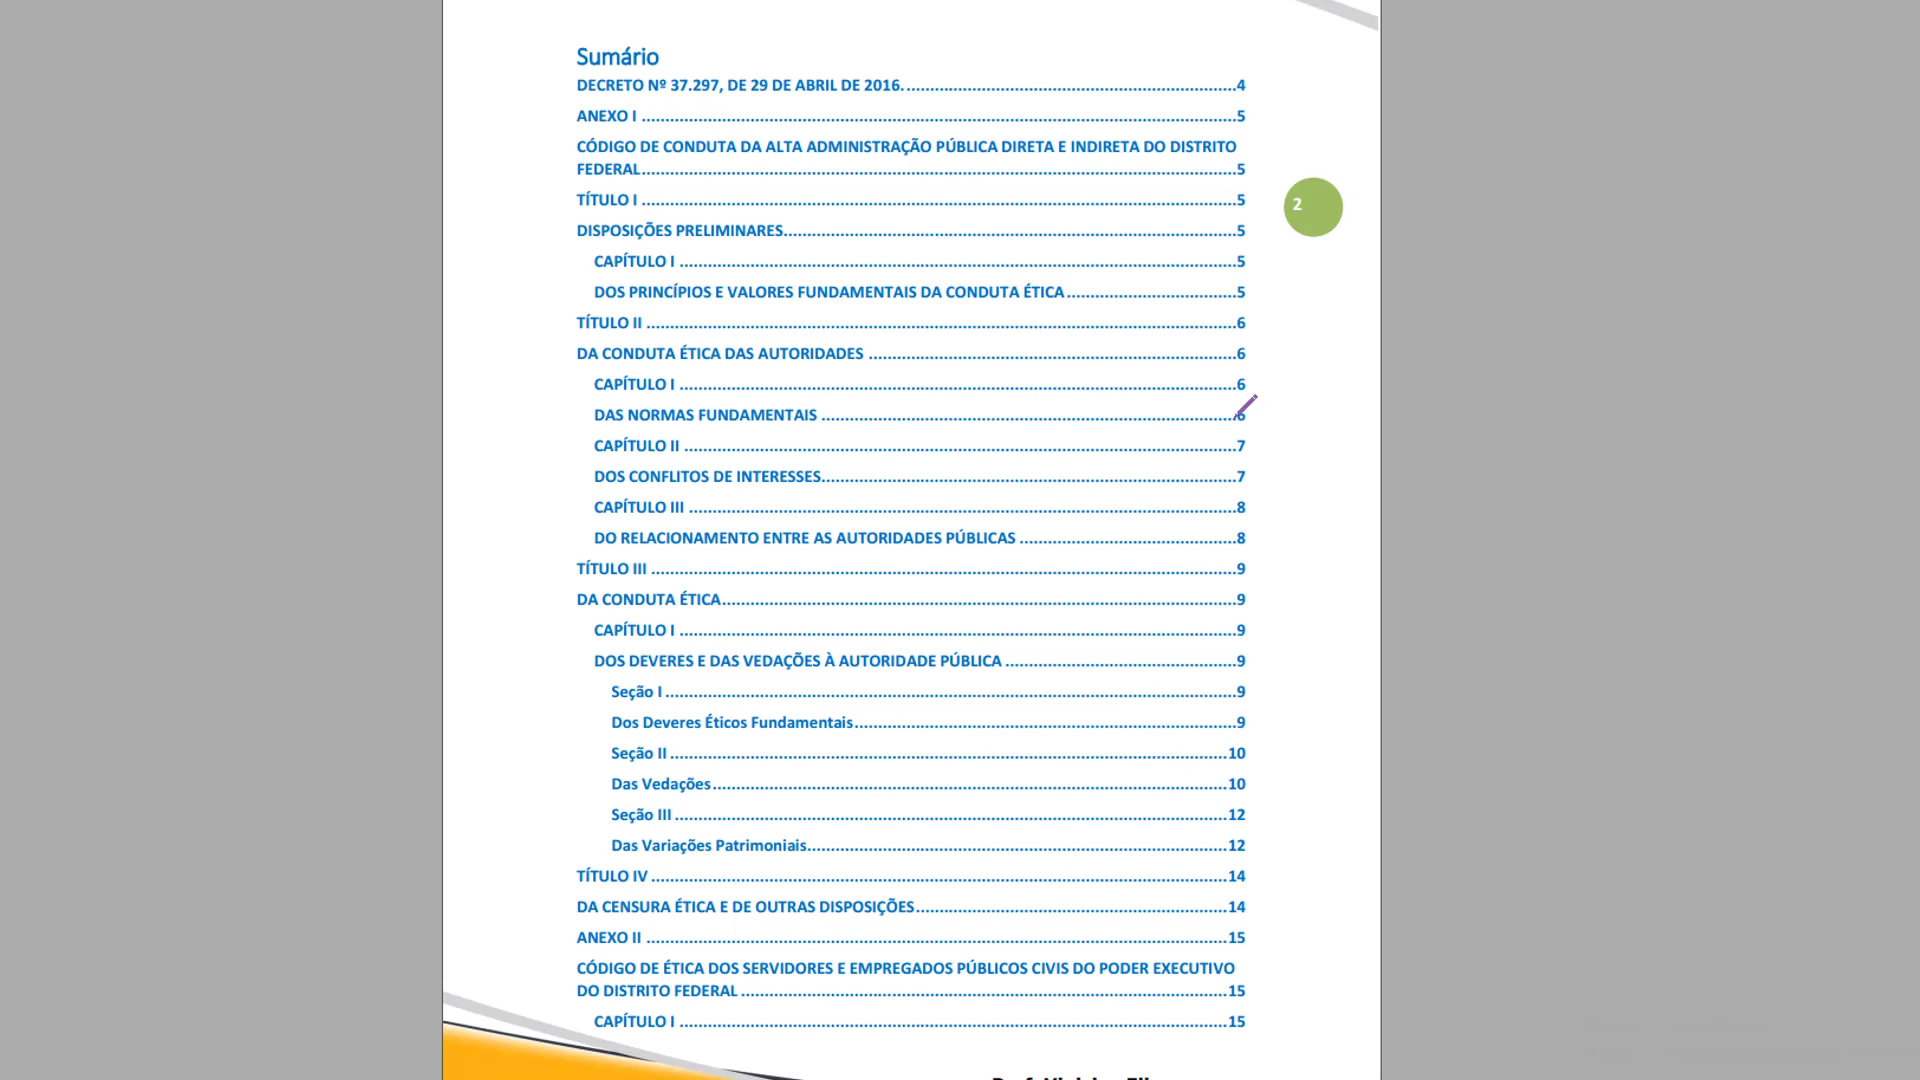 Sumário
DECRETO Nº 37.297, DE 29 DE ABRIL DE 2016. ......................................................................4
ANEXO I ..............................................................................................................................5
CÓDIGO DE CONDUTA DA ALTA ADMINISTRAÇÃO PÚBLICA DIRETA E INDIRETA DO DISTRITO
FEDERAL..............................................................................................................................5
TÍTULO I ..............................................................................................................................5
2
DISPOSIÇÕES PRELIMINARES................................................................................................5
CAPÍTULO I ......................................................................................................................5
DOS PRINCÍPIOS E VALORES FUNDAMENTAIS DA CONDUTA ÉTICA ....................................5
TÍTULO II .............................................................................................................................6
DA CONDUTA ÉTICA DAS AUTORIDADES ..............................................................................6
CAPÍTULO I ......................................................................................................................6
DAS NORMAS FUNDAMENTAIS ........................................................................................6
CAPÍTULO II .....................................................................................................................7
DOS CONFLITOS DE INTERESSES........................................................................................7
CAPÍTULO III ....................................................................................................................8
DO RELACIONAMENTO ENTRE AS AUTORIDADES PÚBLICAS ..............................................8
TÍTULO III ............................................................................................................................9
DA CONDUTA ÉTICA.............................................................................................................9
CAPÍTULO I ......................................................................................................................9
DOS DEVERES E DAS VEDAÇÕES À AUTORIDADE PÚBLICA .................................................9
Seção I .........................................................................................................................9
Dos Deveres Éticos Fundamentais.................................................................................9
Seção II ......................................................................................................................10
Das Vedações.............................................................................................................10
Seção III .....................................................................................................................12
Das Variações Patrimoniais.........................................................................................12
TÍTULO IV ..........................................................................................................................14
DA CENSURA ÉTICA E DE OUTRAS DISPOSIÇÕES..................................................................14
ANEXO II ...........................................................................................................................15
CÓDIGO DE ÉTICA DOS SERVIDORES E EMPREGADOS PÚBLICOS CIVIS DO PODER EXECUTIVO
DO DISTRITO FEDERAL .......................................................................................................15
CAPÍTULO I ....................................................................................................................15